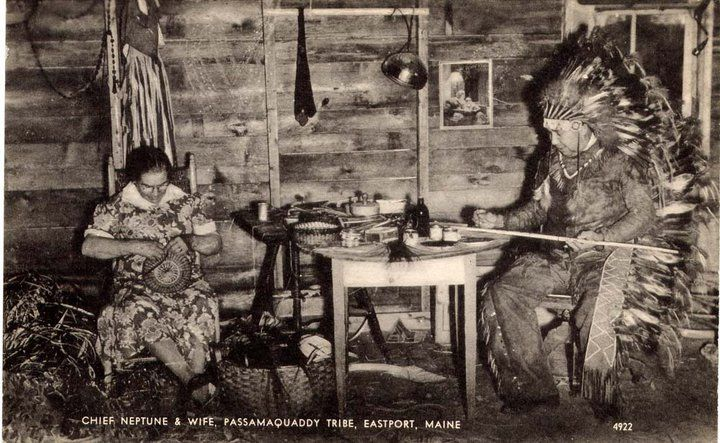 CHIEF NEPTUNE & WIFE, PASSAMAQUADDY TRIBE, EASTPORT, MAINE 4922